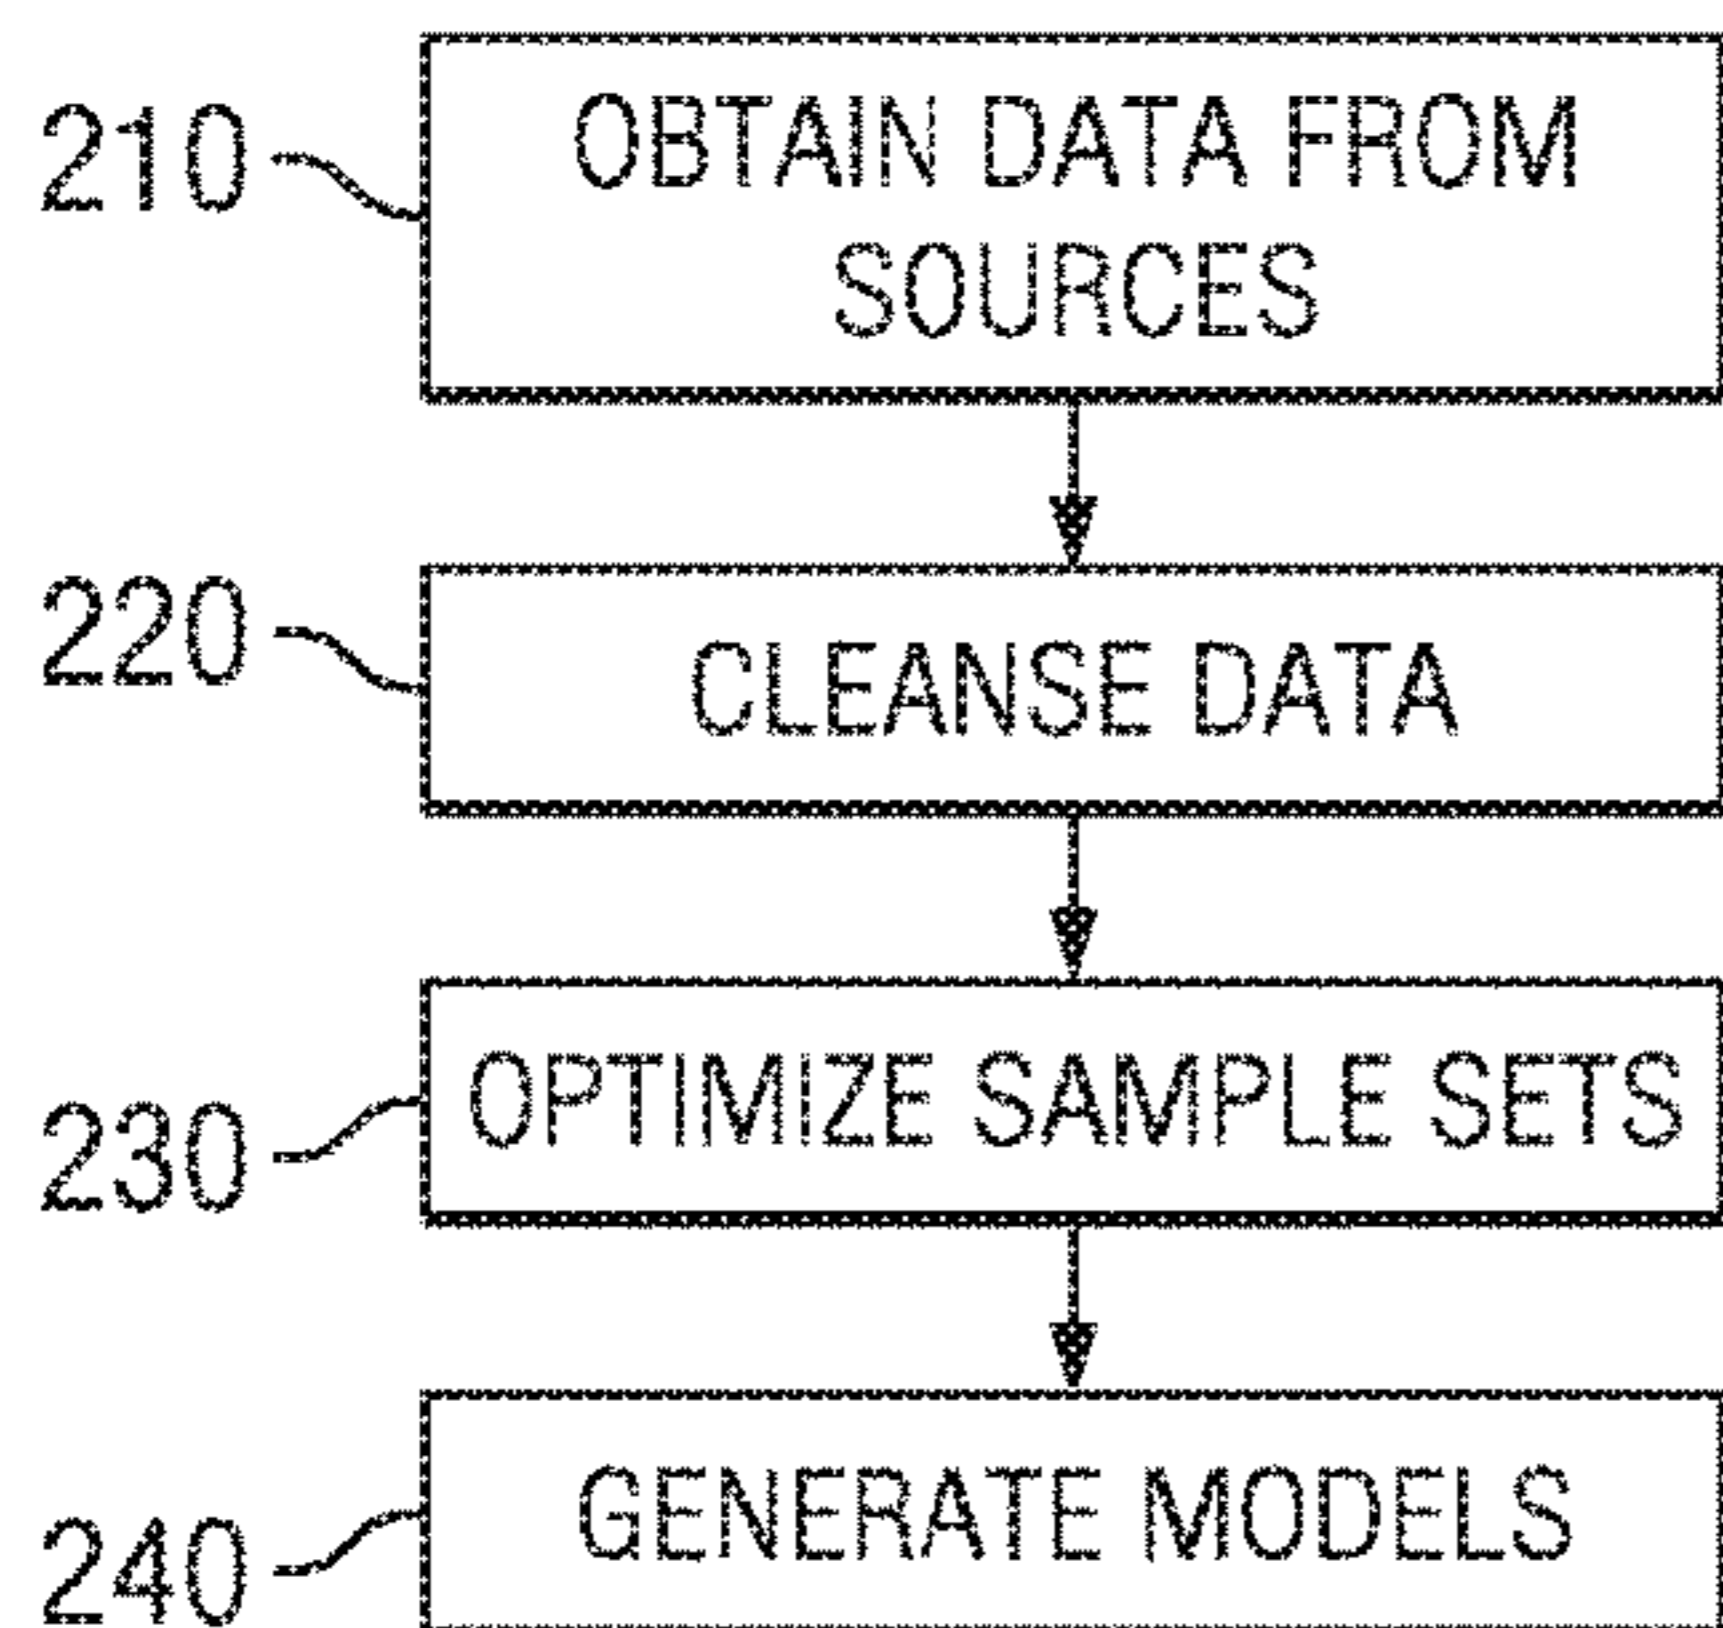 210
OBTAIN DATA FROM
SOURCES
220
CLEANSE DATA
230
OPTIMIZE SAMPLE SETS
240
GENERATE MODELS